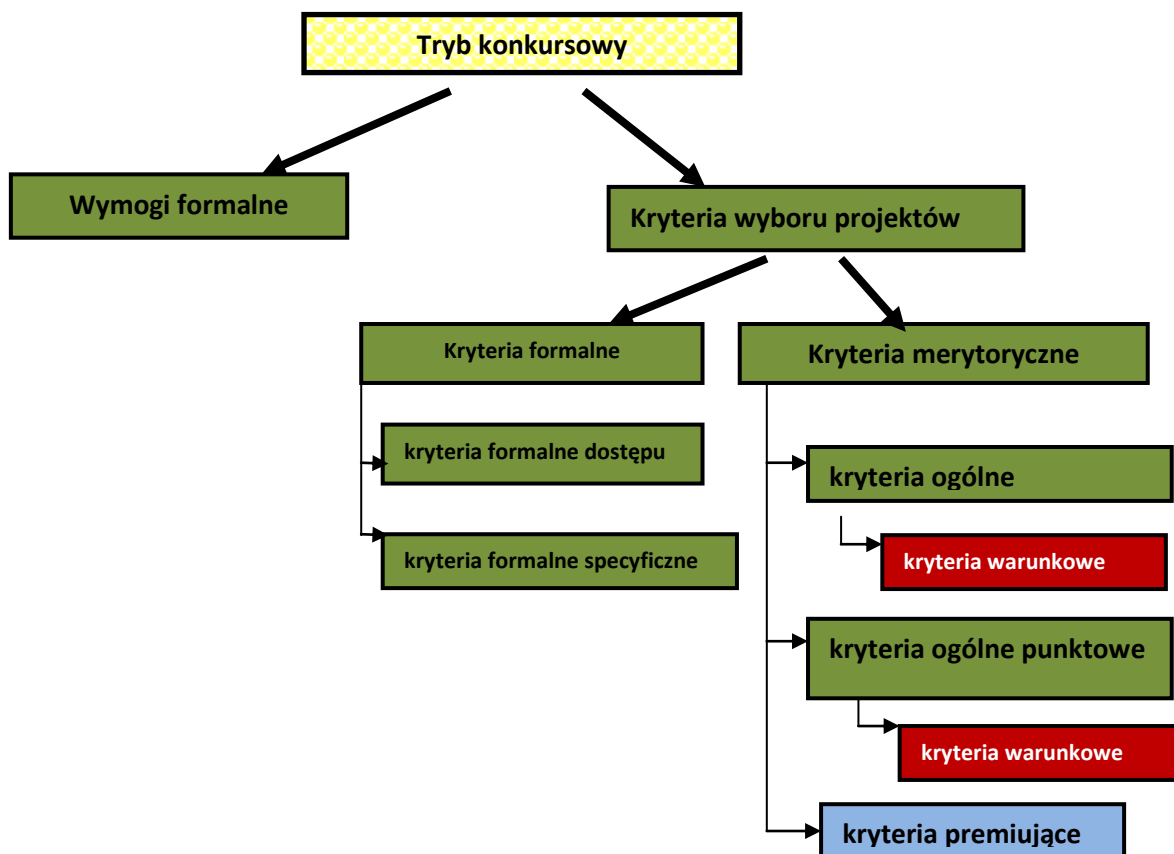 Tryb konkursowy
Wymogi formalne
Kryteria wyboru projektów
Kryteria formalne
Kryteria merytoryczne
kryteria formalne dostępu
kryteria ogólne
kryteria formalne specyficzne
kryteria warunkowe
kryteria ogólne punktowe
kryteria warunkowe
kryteria premiujące